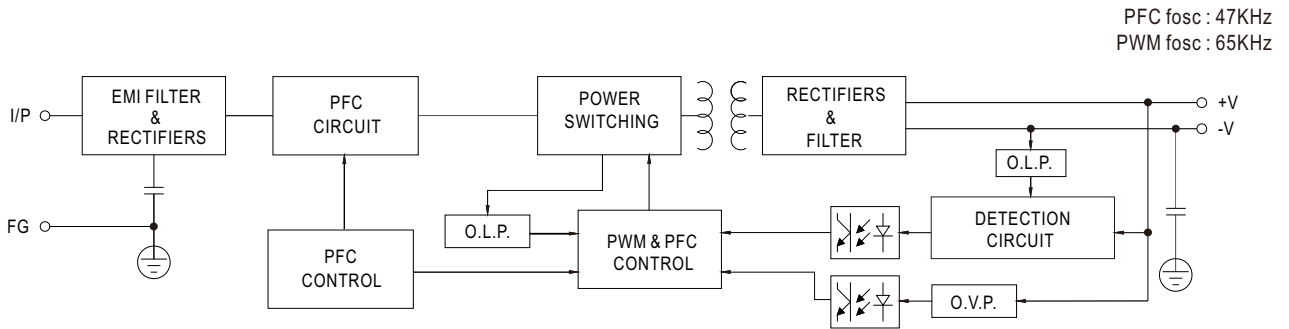 PFC fosc : 47KHz
PWM fosc : 65KHz
I/P
EMI FILTER
&
RECTIFIERS
PFC
CIRCUIT
POWER
SWITCHING
RECTIFIERS
&
FILTER
+V
-V
O.L.P.
FG
O.L.P.
PFC
CONTROL
PWM & PFC
CONTROL
DETECTION
CIRCUIT
O.V.P.